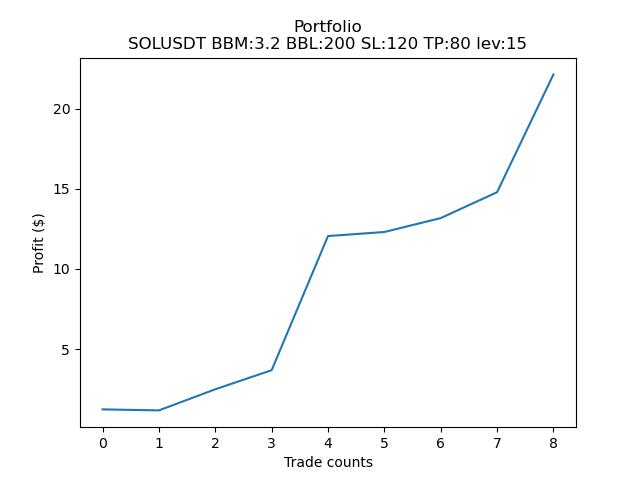 Portfolio
SOLUSDT BBM:3.2 BBL:200 SL:120 TP:80 lev:15
20
15
10
5
Profit ($)
0 1 2 3 4 5 6 7 8
Trade counts